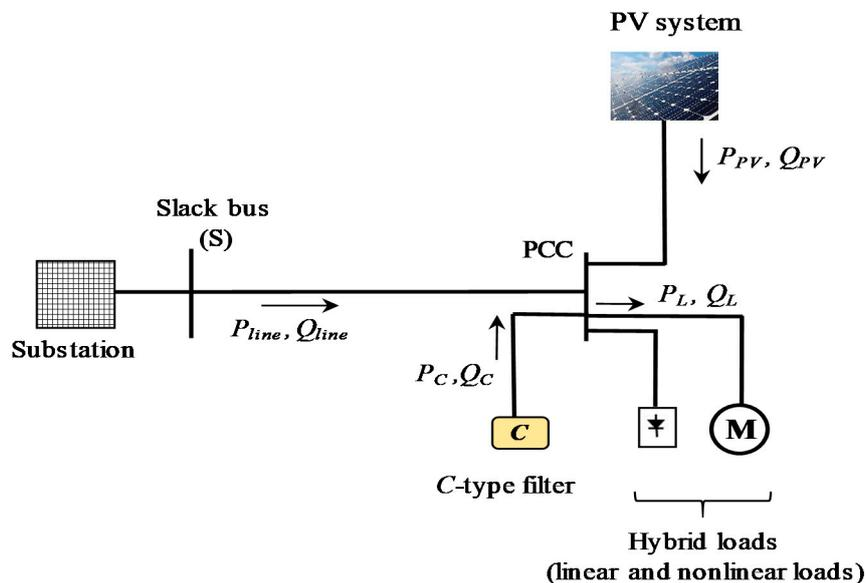 PV system
P_PV, Q_PV
Slack bus
(S)
PCC
P_L, Q_L
P_line, Q_line
Substation
P_C, Q_C
C
M
C-type filter
Hybrid loads
(linear and nonlinear loads)